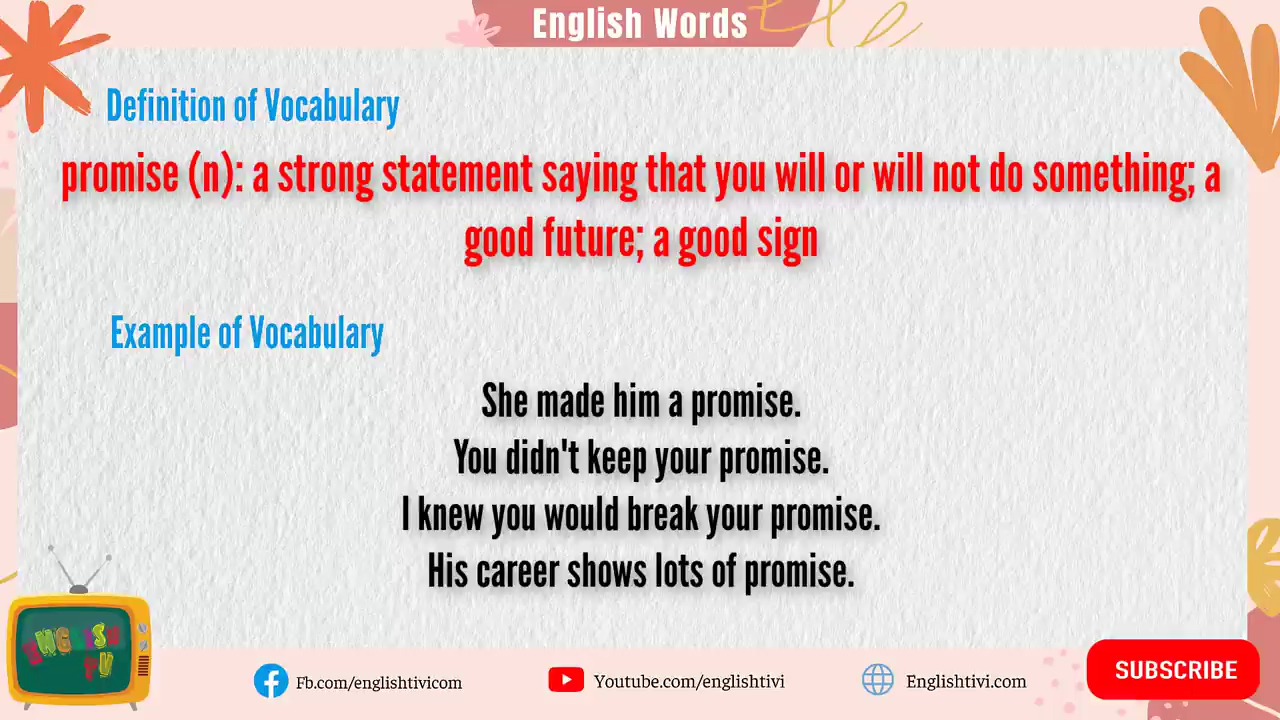 English Words
Definition of Vocabulary
promise (n): a strong statement saying that you will or will not do something; a
good future; a good sign
Example of Vocabulary
She made him a promise.
You didn't keep your promise.
I knew you would break your promise.
His career shows lots of promise.
ENGLISH
TV
Fb.com/englishtivicom
Youtube.com/englishtivi
Englishtivi.com
SUBSCRIBE